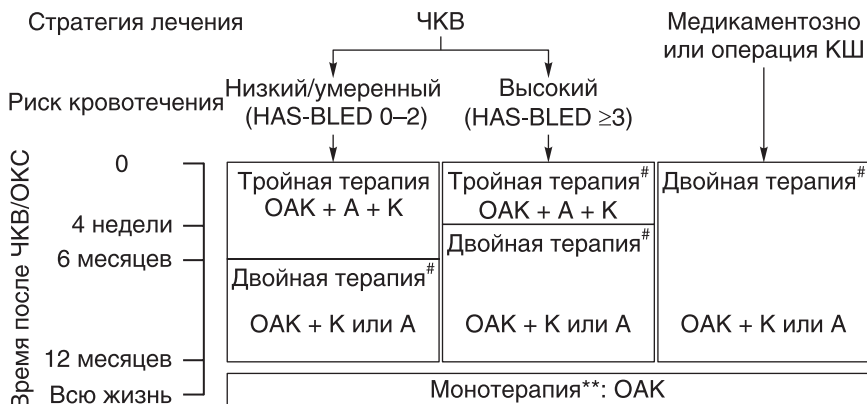 Стратегия лечения
ЧКВ
Медикаментозно
или операция КШ
Риск кровотечения
Низкий/умеренный
(HAS-BLED 0–2)
Высокий
(HAS-BLED ≥3)
Время после ЧКВ/ОКС
0
4 недели
6 месяцев
12 месяцев
Всю жизнь
Тройная терапия
ОАК + А + К
Двойная терапия#
ОАК + К или А
Тройная терапия#
ОАК + А + К
Двойная терапия#
ОАК + К или А
Двойная терапия#
ОАК + К или А
Монотерапия**: ОАК